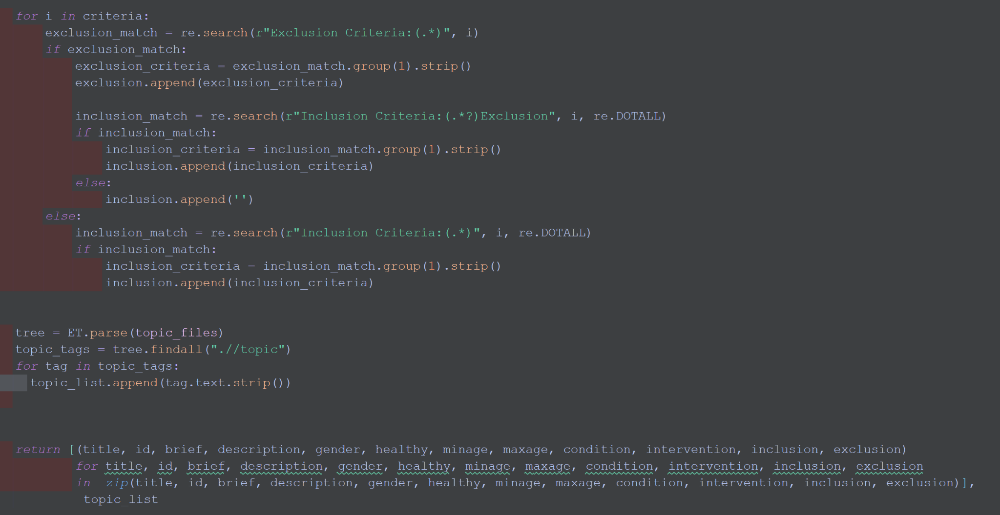 for i in criteria:
    exclusion_match = re.search(r"Exclusion Criteria:(.*)", i)
    if exclusion_match:
        exclusion_criteria = exclusion_match.group(1).strip()
        exclusion.append(exclusion_criteria)

        inclusion_match = re.search(r"Inclusion Criteria:(.*?)Exclusion", i, re.DOTALL)
        if inclusion_match:
            inclusion_criteria = inclusion_match.group(1).strip()
            inclusion.append(inclusion_criteria)
        else:
            inclusion.append('')
    else:
        inclusion_match = re.search(r"Inclusion Criteria:(.*)", i, re.DOTALL)
        if inclusion_match:
            inclusion_criteria = inclusion_match.group(1).strip()
            inclusion.append(inclusion_criteria)

tree = ET.parse(topic_files)
topic_tags = tree.findall(".//topic")
for tag in topic_tags:
  topic_list.append(tag.text.strip())

return [(title, id, brief, description, gender, healthy, minage, maxage, condition, intervention, inclusion, exclusion)
        for title, id, brief, description, gender, healthy, minage, maxage, condition, intervention, inclusion, exclusion
        in  zip(title, id, brief, description, gender, healthy, minage, maxage, condition, intervention, inclusion, exclusion)],
         topic_list